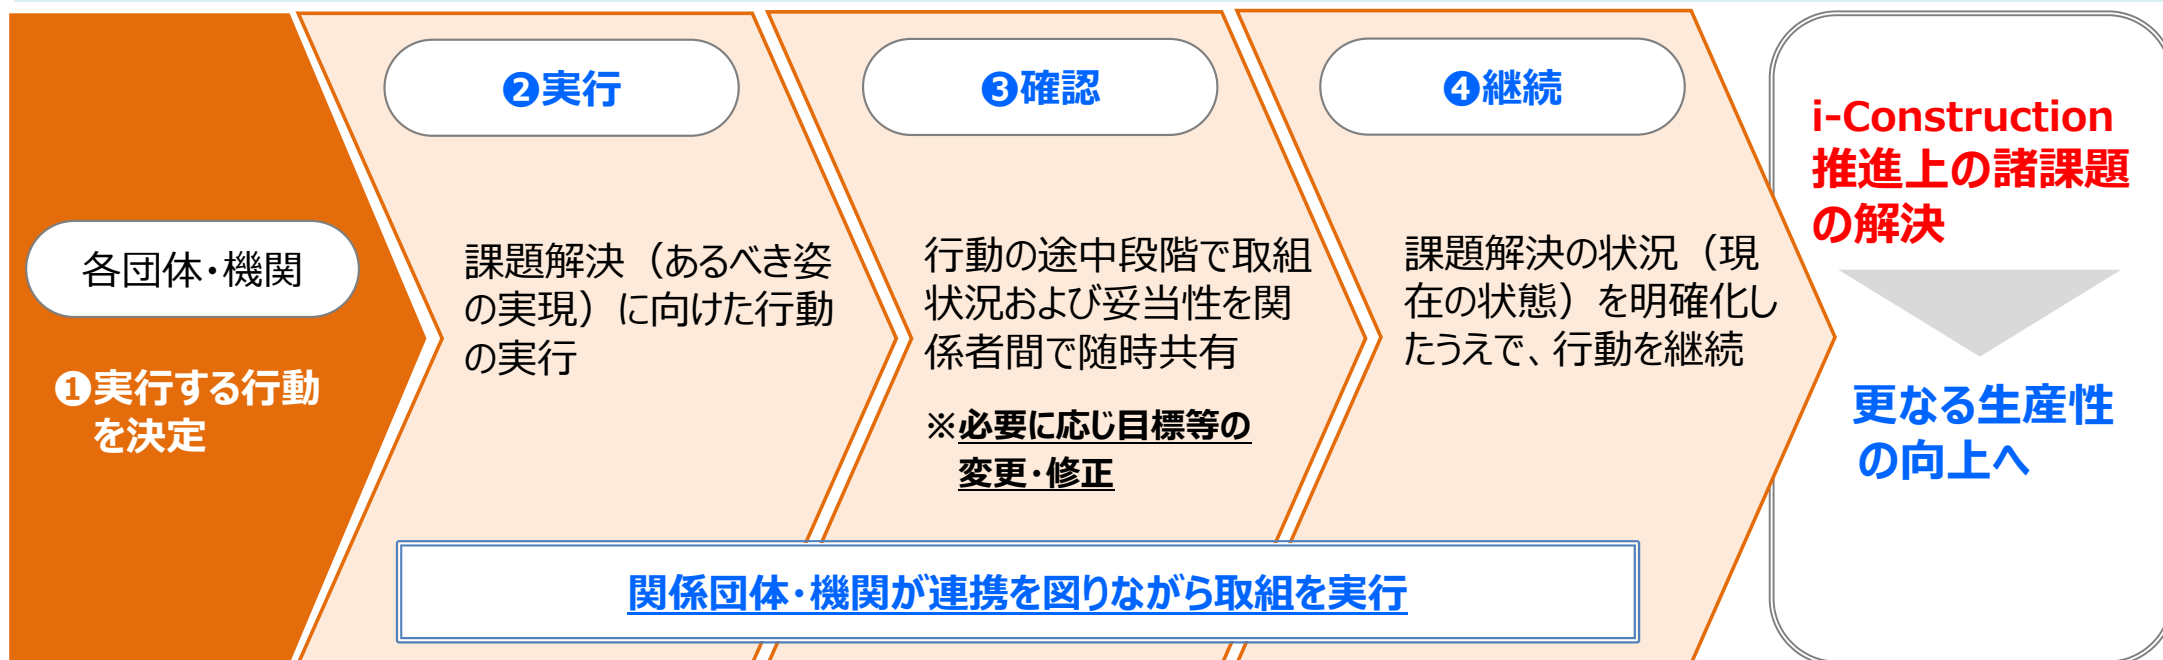 各団体・機関
❶実行する行動
を決定
❷実行
課題解決（あるべき姿
の実現）に向けた行動
の実行
❸確認
行動の途中段階で取組
状況および妥当性を関
係者間で随時共有
※必要に応じ目標等の
変更・修正
❹継続
課題解決の状況（現
在の状態）を明確化し
たうえで、行動を継続
関係団体・機関が連携を図りながら取組を実行
i-Construction
推進上の諸課題
の解決
更なる生産性
の向上へ